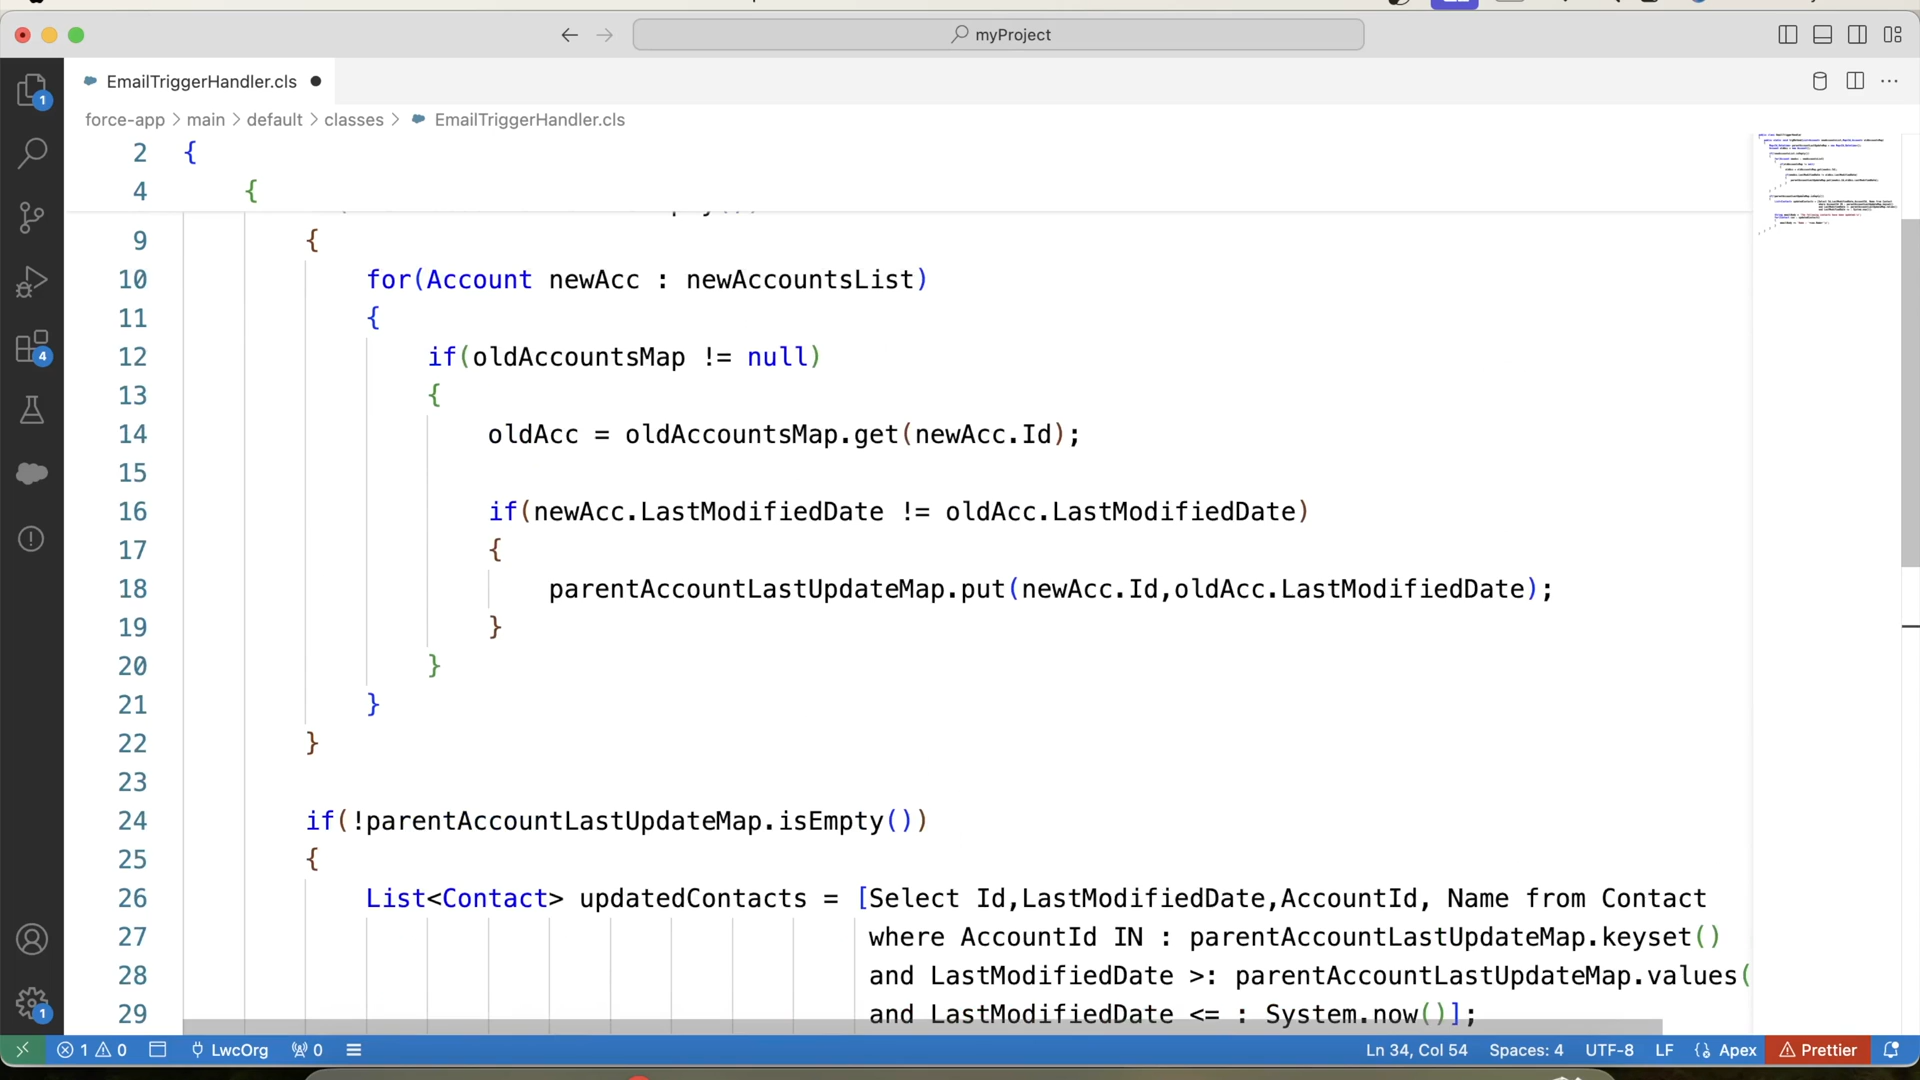 myProject
EmailTriggerHandler.cls
force-app > main > default > classes > EmailTriggerHandler.cls
2 {
4 {
9 {
10 for(Account newAcc : newAccountsList)
11 {
12 if(oldAccountsMap != null)
13 {
14 oldAcc = oldAccountsMap.get(newAcc.Id);
15
16 if(newAcc.LastModifiedDate != oldAcc.LastModifiedDate)
17 {
18 parentAccountLastUpdateMap.put(newAcc.Id,oldAcc.LastModifiedDate);
19 }
20 }
21 }
22 }
23
24 if(!parentAccountLastUpdateMap.isEmpty())
25 {
26 List<Contact> updatedContacts = [Select Id,LastModifiedDate,AccountId, Name from Contact
27 where AccountId IN : parentAccountLastUpdateMap.keyset()
28 and LastModifiedDate >: parentAccountLastUpdateMap.values(
29 and LastModifiedDate <= : System.now()];
1
4
1
1 0 LwcOrg 0 Ln 34, Col 54 Spaces: 4 UTF-8 LF Apex Prettier